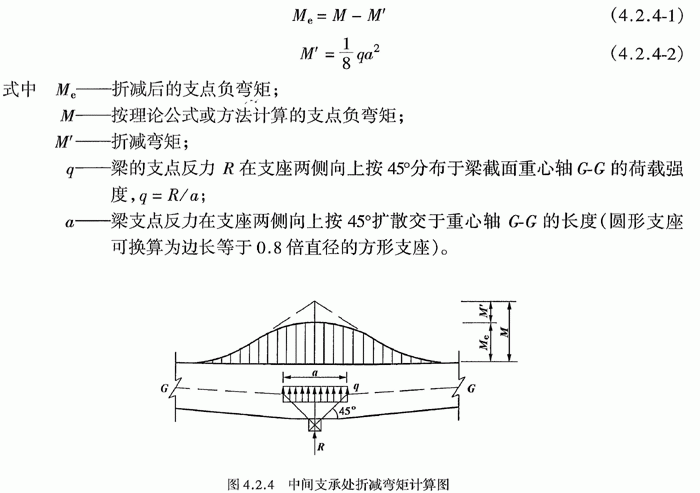 Me = M − M′ (4.2.4-1)
M′ = 1/8 qa² (4.2.4-2)
式中 Me——折减后的支点负弯矩;
M——按理论公式或方法计算的支点负弯矩;
M′——折减弯矩;
q——梁的支点反力 R 在支座两侧向上按 45°分布于梁截面重心轴 G-G 的荷载强
度,q = R/a;
a——梁支点反力在支座两侧向上按 45°扩散交于重心轴 G-G 的长度(圆形支座
可换算为边长等于 0.8 倍直径的方形支座)。
M′
Me
M
a
G
q
G
45°
R
图 4.2.4 中间支承处折减弯矩计算图